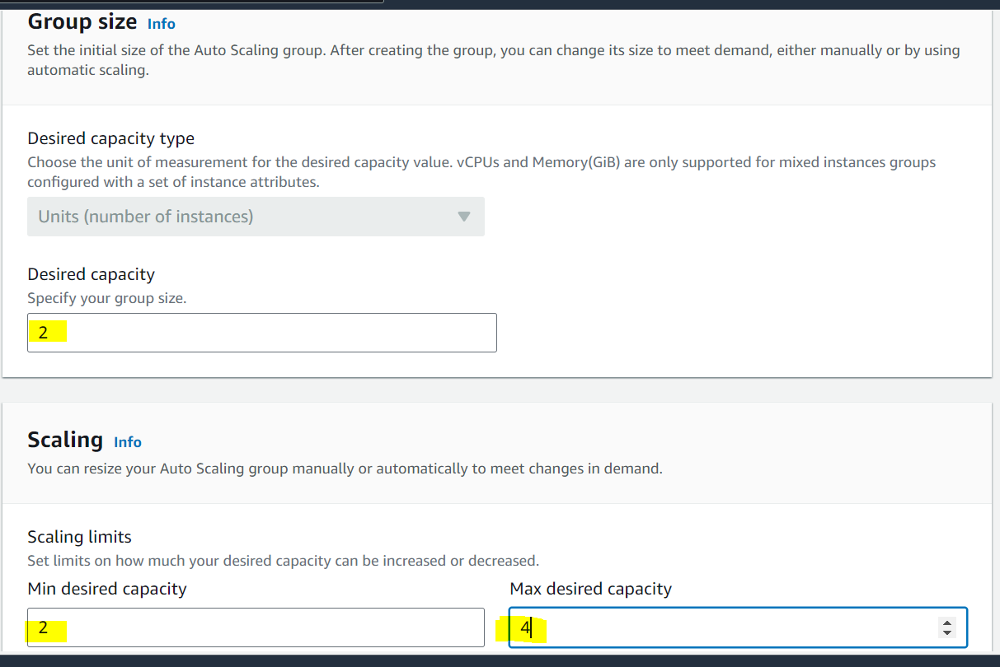 Group size Info
Set the initial size of the Auto Scaling group. After creating the group, you can change its size to meet demand, either manually or by using
automatic scaling.
Desired capacity type
Choose the unit of measurement for the desired capacity value. vCPUs and Memory(GiB) are only supported for mixed instances groups
configured with a set of instance attributes.
Units (number of instances)
Desired capacity
Specify your group size.
2
Scaling Info
You can resize your Auto Scaling group manually or automatically to meet changes in demand.
Scaling limits
Set limits on how much your desired capacity can be increased or decreased.
Min desired capacity Max desired capacity
2 4